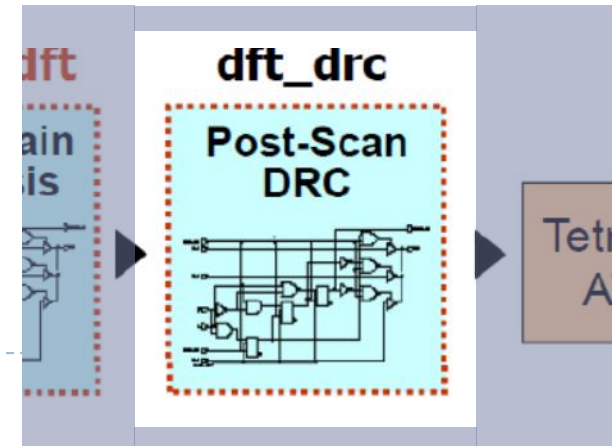 dft
dft_drc
ain
sis
Post-Scan
DRC
Tetr
A